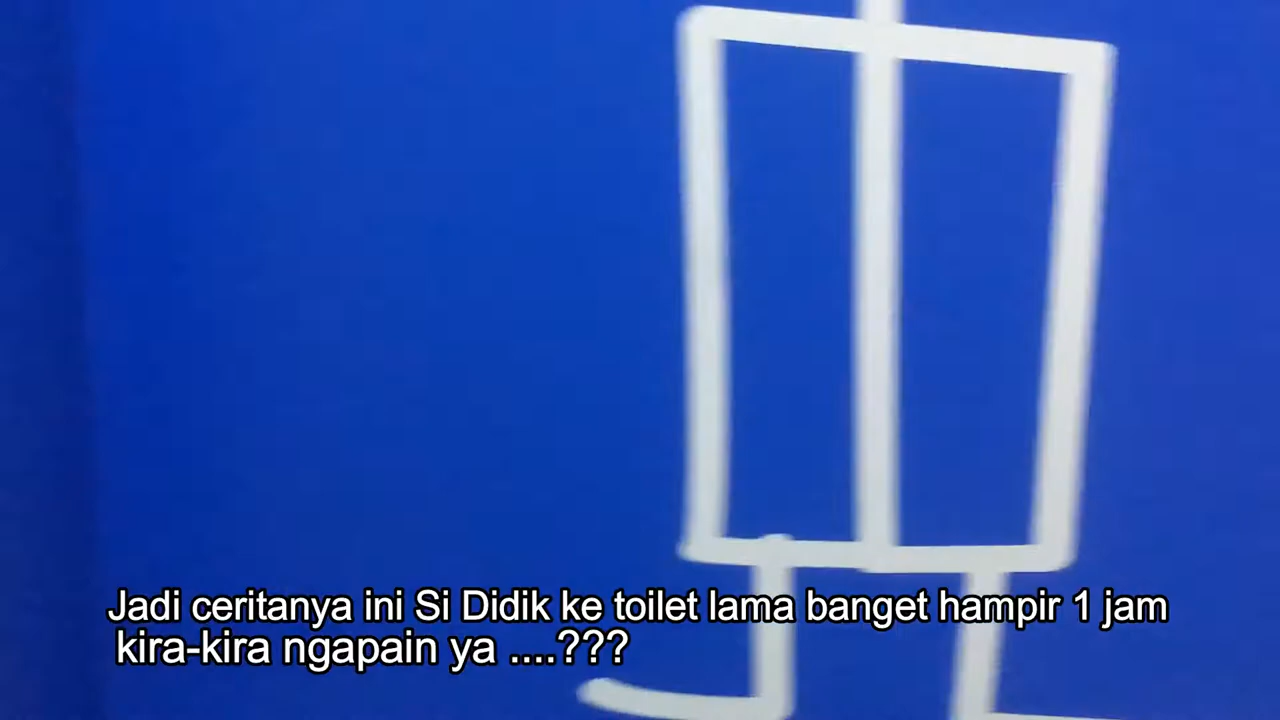 Jadi ceritanya ini Si Didik ke toilet lama banget hampir 1 jam
kira-kira ngapain ya ....???